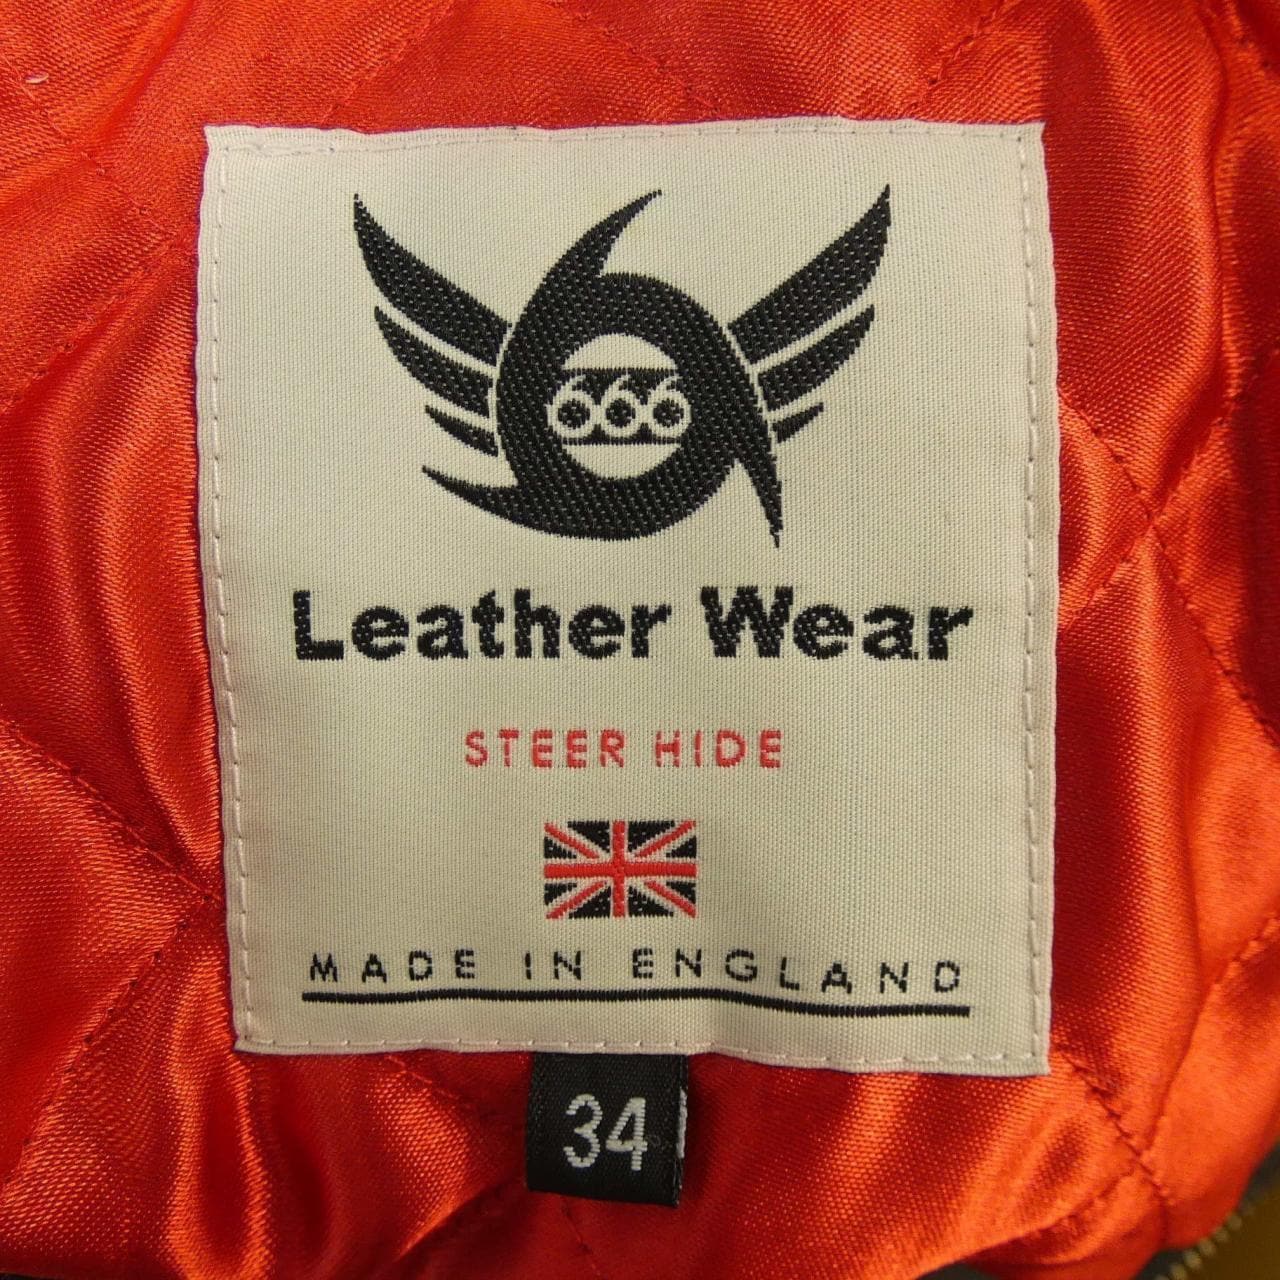 666
Leather Wear
STEER HIDE
MADE IN ENGLAND
34